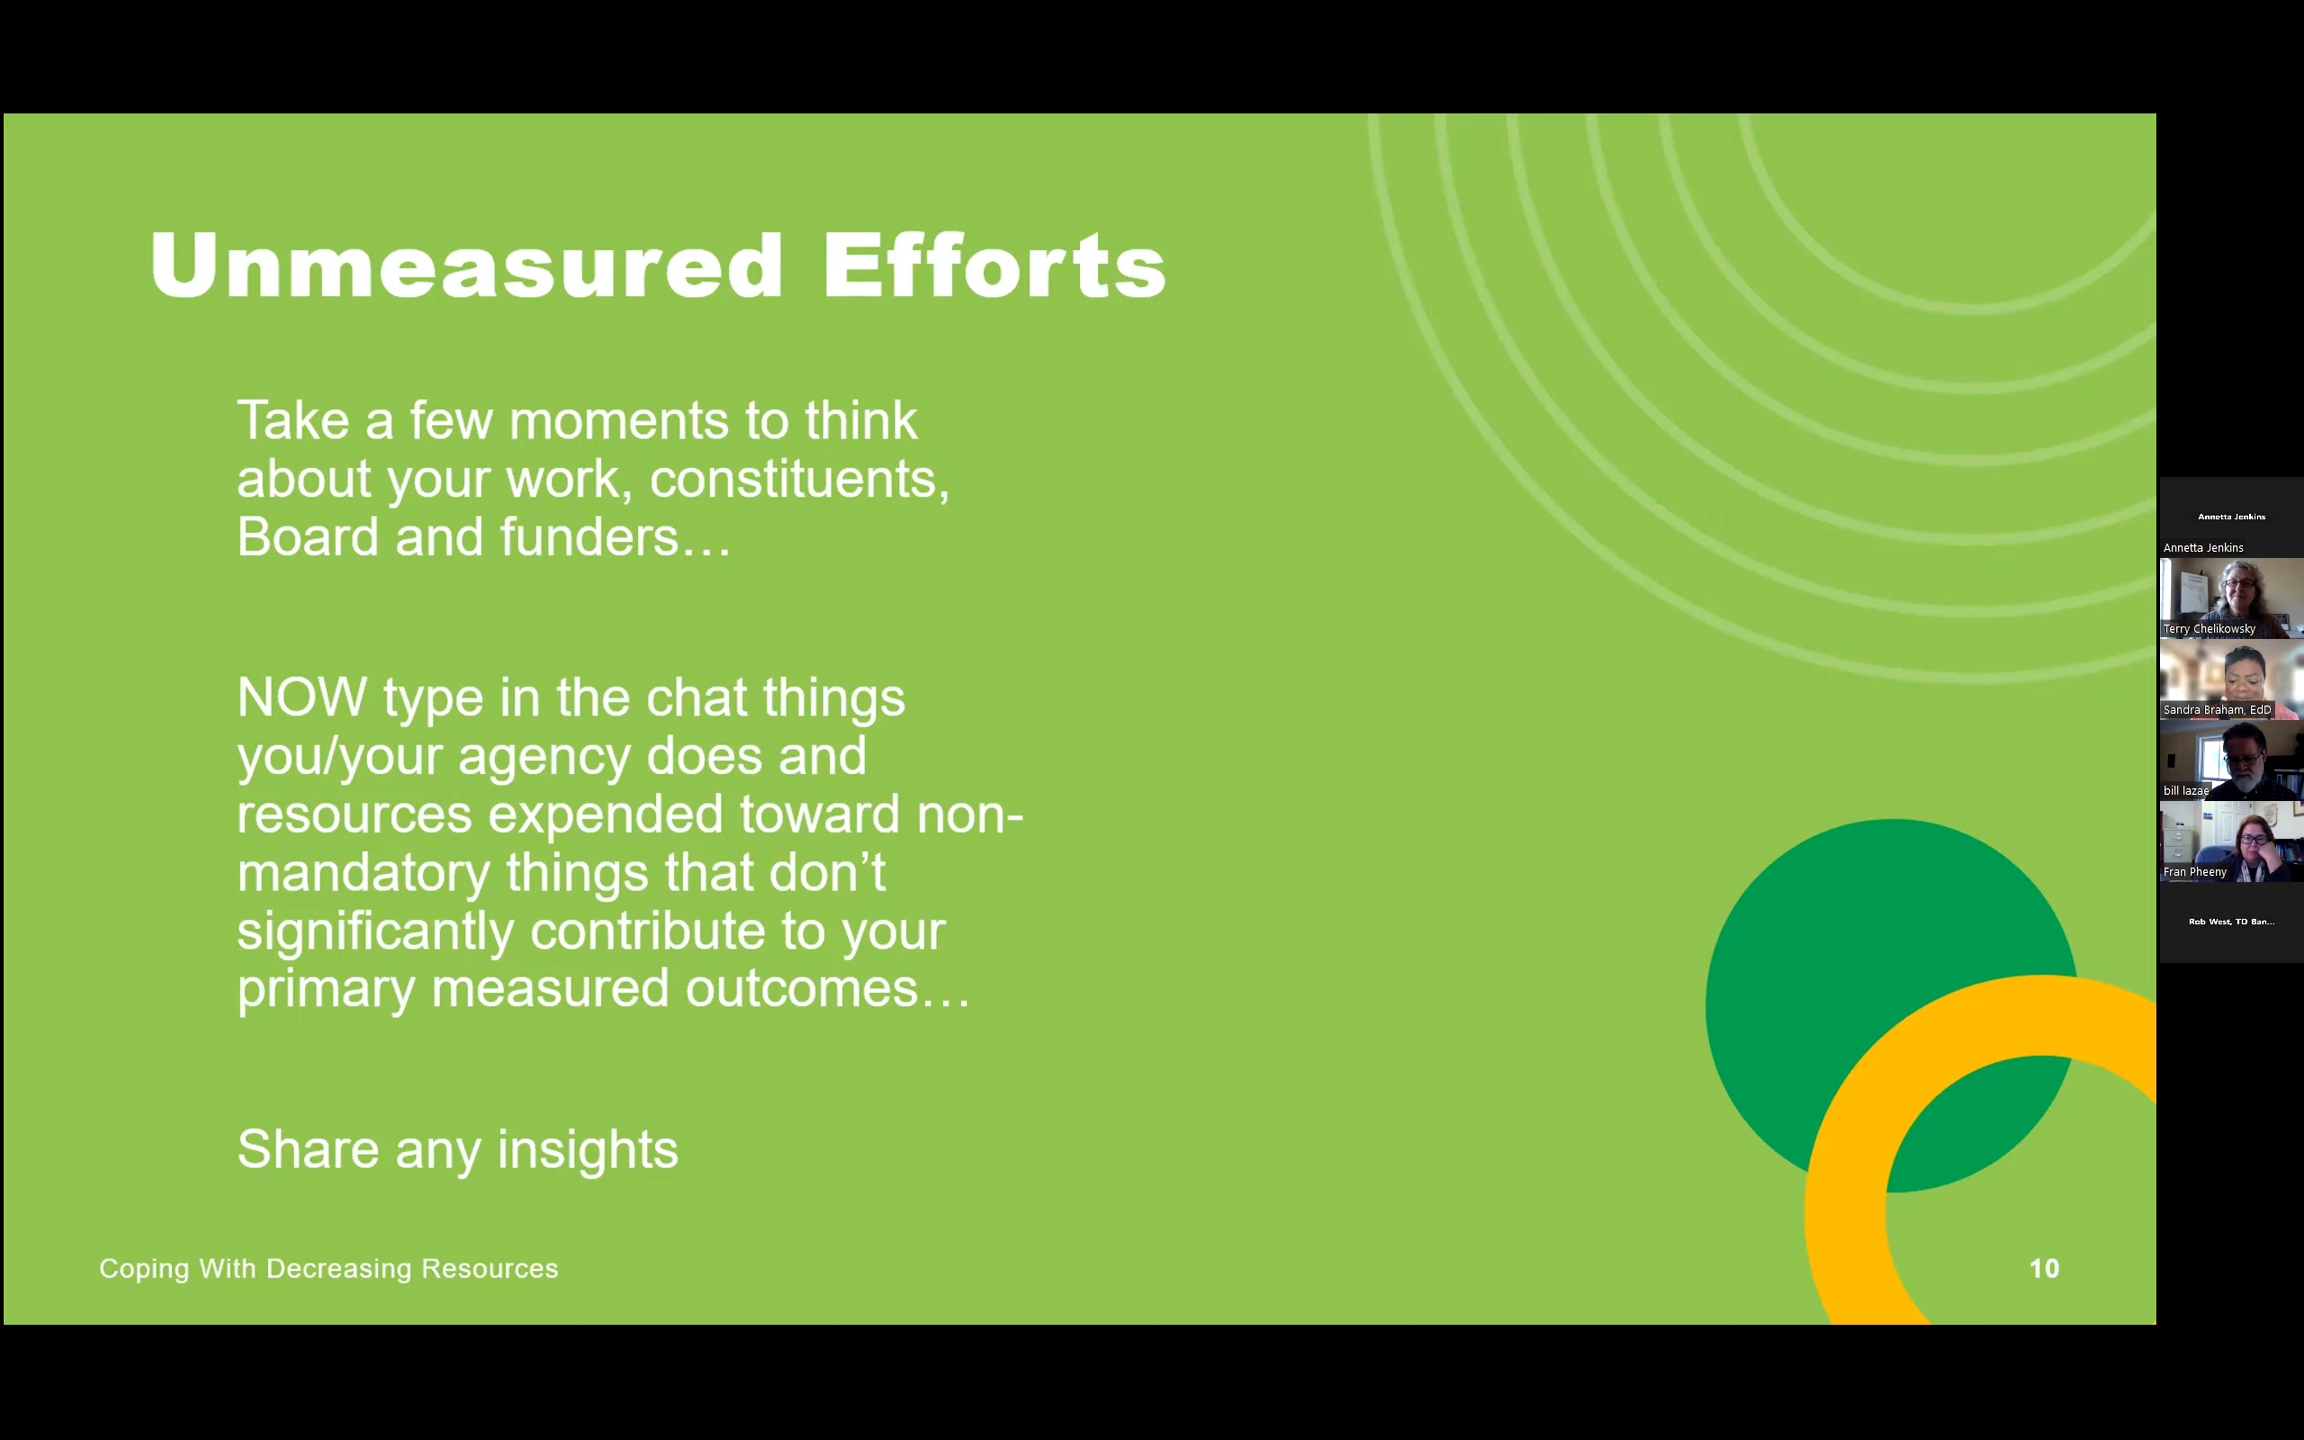 Unmeasured Efforts
Take a few moments to think
about your work, constituents,
Board and funders…
NOW type in the chat things
you/your agency does and
resources expended toward non-
mandatory things that don’t
significantly contribute to your
primary measured outcomes…
Share any insights
Coping With Decreasing Resources
10
Annetta Jenkins
Annetta Jenkins
Terry Chelikowsky
Sandra Braham, EdD
bill lazae
Fran Pheeny
Rob West, TD Ban...